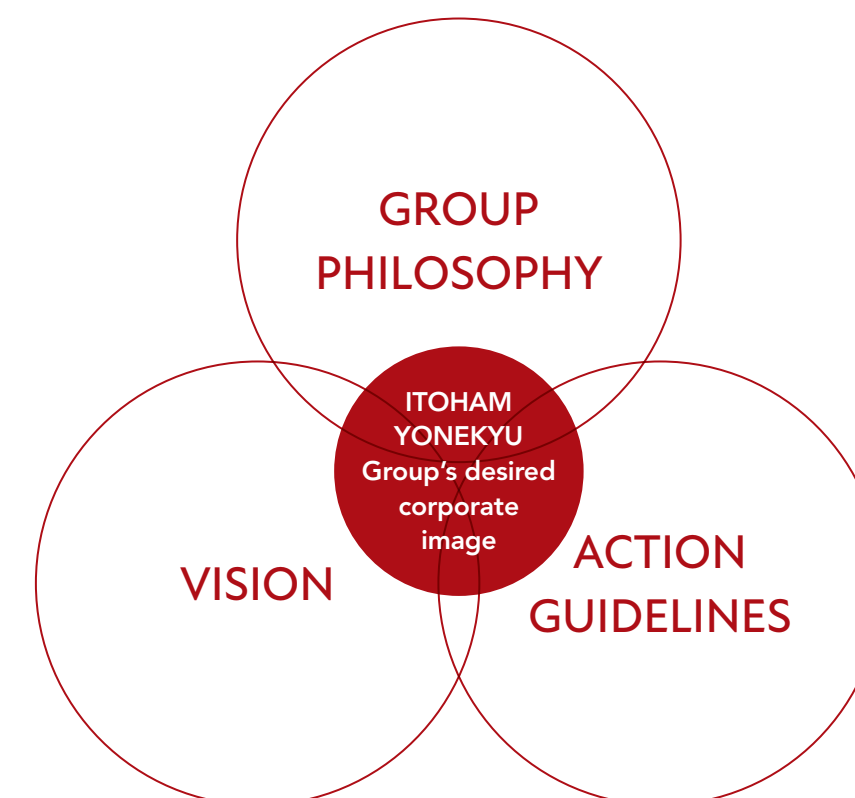 GROUP
PHILOSOPHY
ITOHAM
YONEKYU
Group’s desired
corporate
image
VISION
ACTION
GUIDELINES